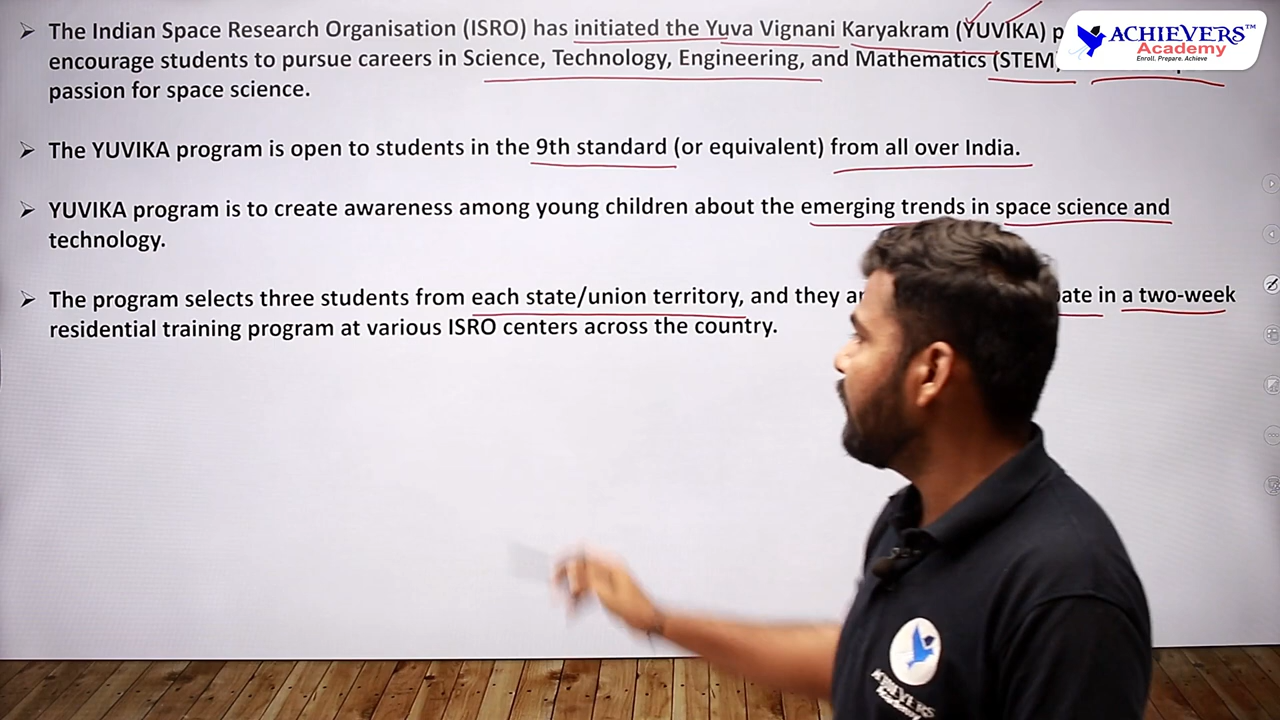 ➢ The Indian Space Research Organisation (ISRO) has initiated the Yuva Vignani Karyakram (YUVIKA) p
encourage students to pursue careers in Science, Technology, Engineering, and Mathematics (STEM)
passion for space science.
➢ The YUVIKA program is open to students in the 9th standard (or equivalent) from all over India.
➢ YUVIKA program is to create awareness among young children about the emerging trends in space science and
technology.
➢ The program selects three students from each state/union territory, and they in a two-week
residential training program at various ISRO centers across the country.
ACHIEVERS™
Academy
Enroll. Prepare. Achieve
ACHIEVERS
Academy